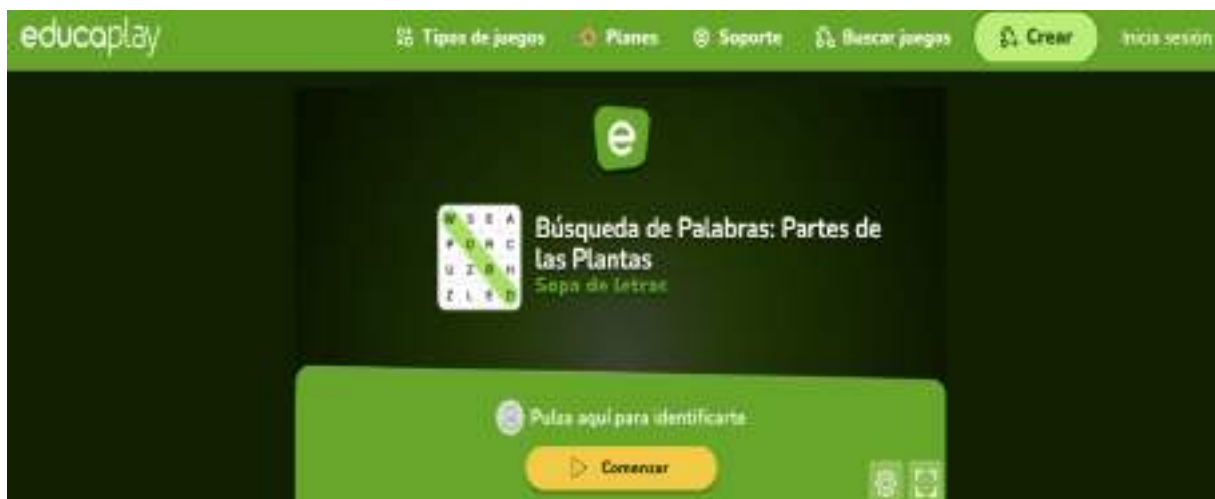 educaplay
Tipos de juegos
Planes
Soporte
Buscar juegos
Crear
Inicia sesión
e
W S E A
P O R C
U Z R H
Z L E D
Búsqueda de Palabras: Partes de
las Plantas
Sopa de letras
Pulsa aquí para identificarte
Comenzar